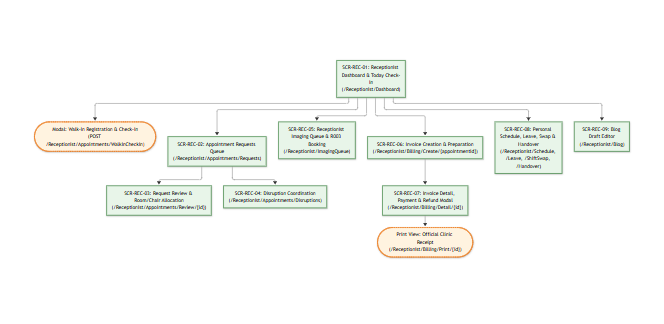 SCR-REC-01: Receptionist
Dashboard & Today Check-
in
(/Receptionist/Dashboard)
Modal: Walk-in Registration & Check-in
(POST
/Receptionist/Appointments/WalkInCheckIn)
SCR-REC-02: Appointment Requests
Queue
(/Receptionist/Appointments/Requests)
SCR-REC-05: Receptionist
Imaging Queue & R003
Booking
(/Receptionist/ImagingQueue)
SCR-REC-06: Invoice Creation & Preparation
(/Receptionist/Billing/Create/[appointmentId])
SCR-REC-08: Personal
Schedule, Leave, Swap &
Handover
(/Receptionist/Schedule,
/Leave, /ShiftSwap,
/Handover)
SCR-REC-09: Blog
Draft Editor
(/Receptionist/Blog)
SCR-REC-03: Request Review &
Room/Chair Allocation
(/Receptionist/Appointments/Review/[id])
SCR-REC-04: Disruption Coordination
(/Receptionist/Appointments/Disruptions)
SCR-REC-07: Invoice Detail,
Payment & Refund Modal
(/Receptionist/Billing/Detail/[id])
Print View: Official Clinic
Receipt
(/Receptionist/Billing/Print/[id])